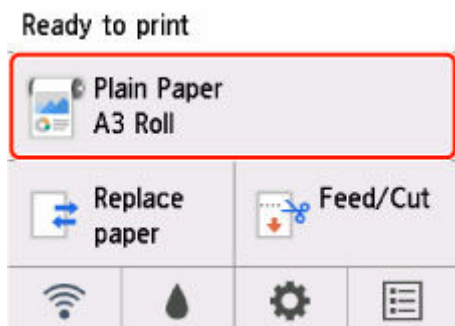 Ready to print
Plain Paper
A3 Roll
Replace
paper
Feed/Cut